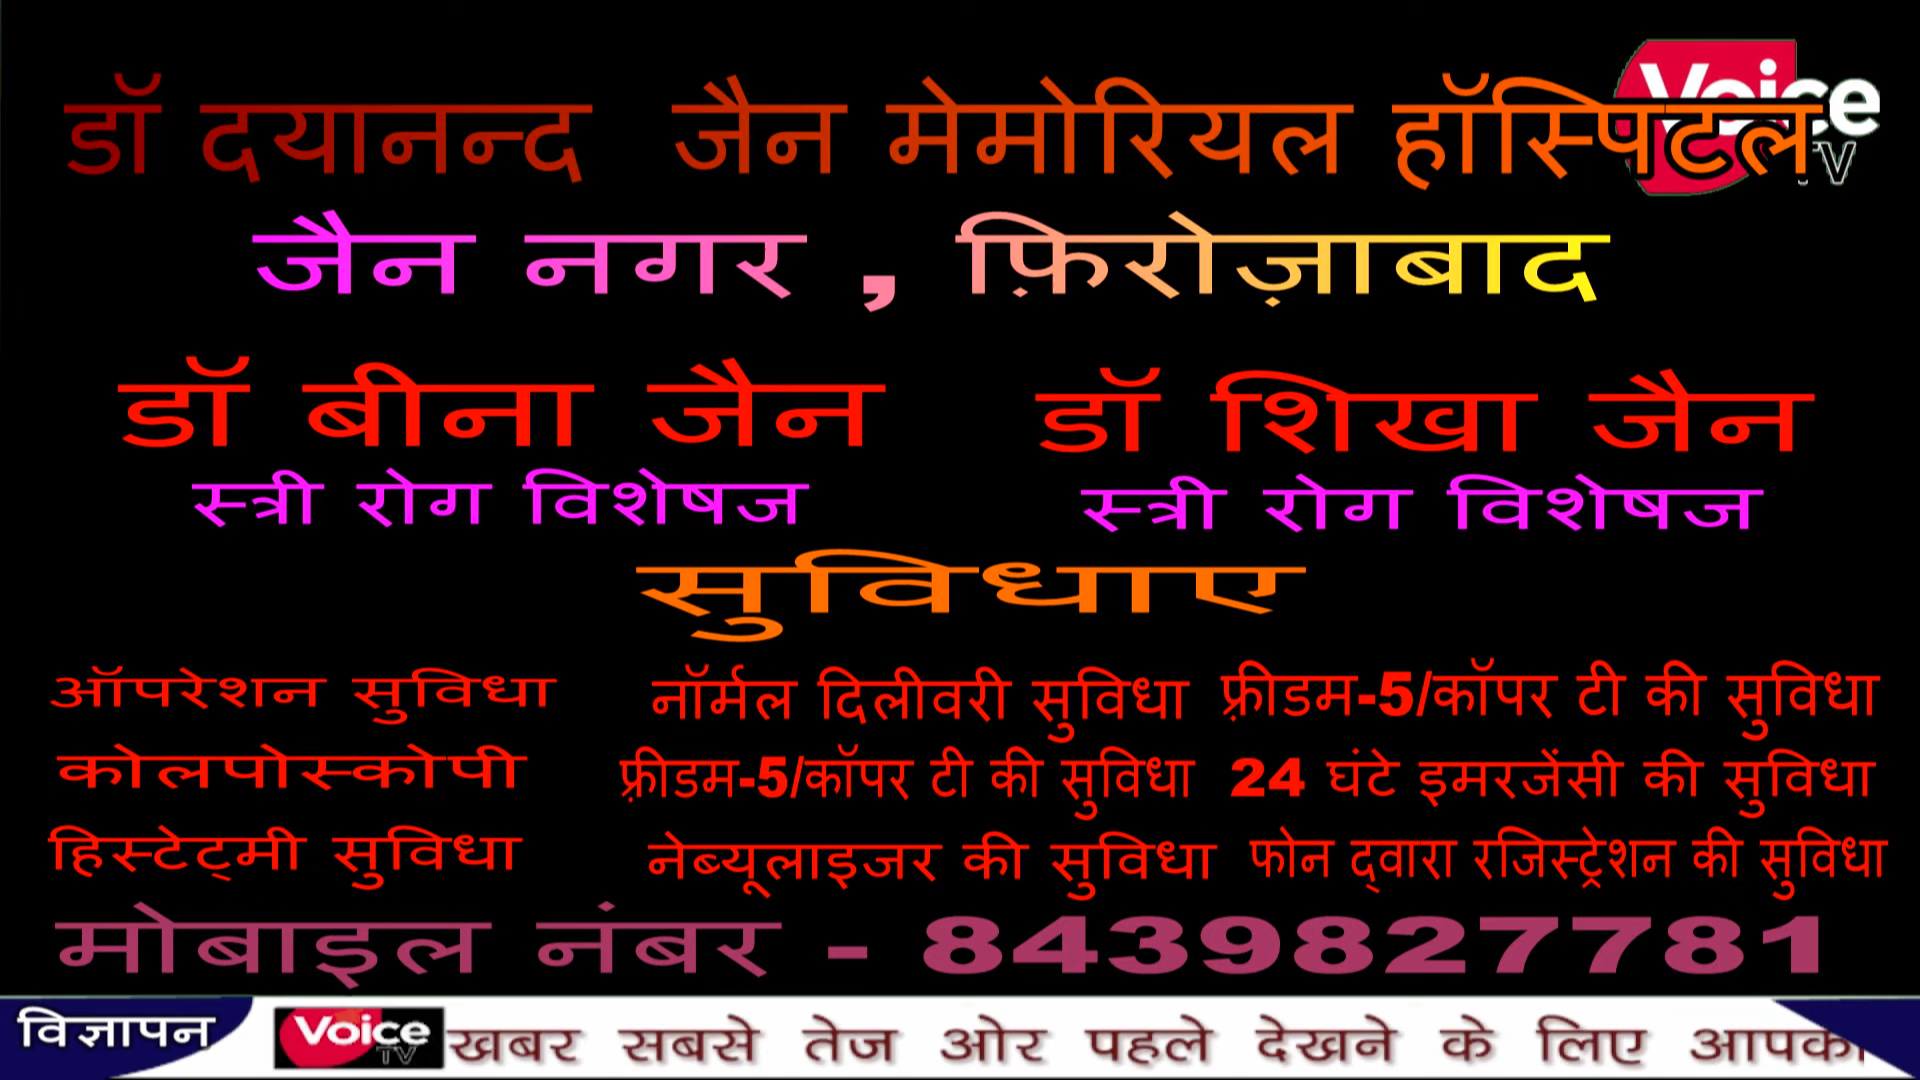 Voice TV
डॉ दयानन्द जैन मेमोरियल हॉस्पिटल
जैन नगर , फ़िरोज़ाबाद
डॉ बीना जैन डॉ शिखा जैन
स्त्री रोग विशेषज स्त्री रोग विशेषज
सुविधाए
ऑपरेशन सुविधा नॉर्मल दिलीवरी सुविधा फ़्रीडम-5/कॉपर टी की सुविधा
कोलपोस्कोपी फ़्रीडम-5/कॉपर टी की सुविधा 24 घंटे इमरजेंसी की सुविधा
हिस्टेट्मी सुविधा नेब्यूलाइजर की सुविधा फोन द्वारा रजिस्ट्रेशन की सुविधा
मोबाइल नंबर - 8439827781
विज्ञापन Voice TV खबर सबसे तेज ओर पहले देखने के लिए